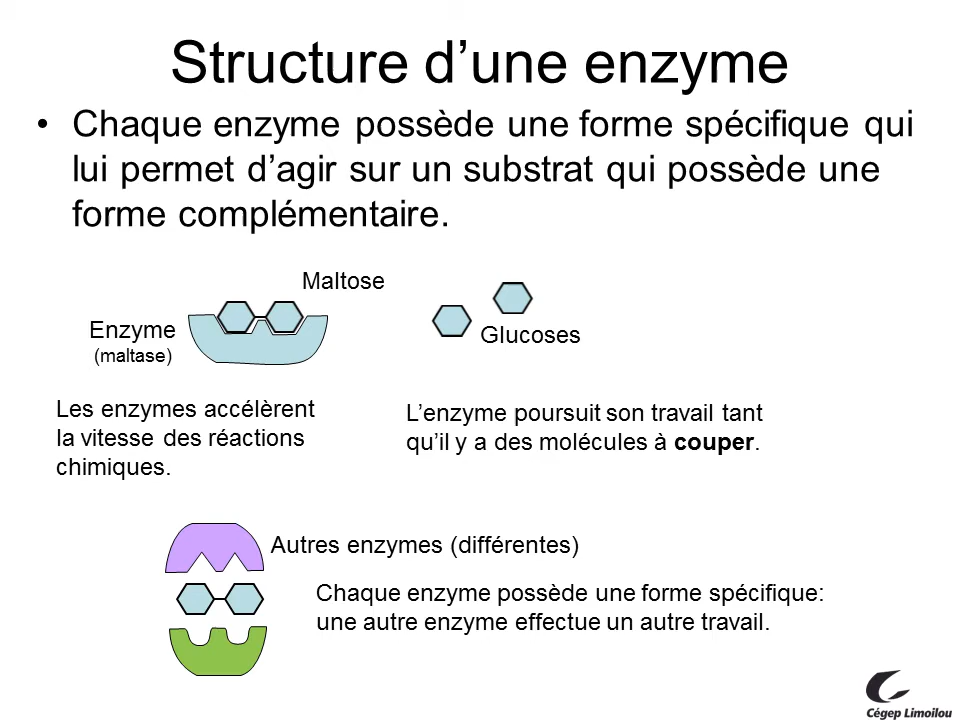 Structure d’une enzyme
• Chaque enzyme possède une forme spécifique qui
lui permet d’agir sur un substrat qui possède une
forme complémentaire.
Maltose
Enzyme
(maltase)
Glucoses
Les enzymes accélèrent
la vitesse des réactions
chimiques.
L’enzyme poursuit son travail tant
qu’il y a des molécules à couper.
Autres enzymes (différentes)
Chaque enzyme possède une forme spécifique:
une autre enzyme effectue un autre travail.
Cégep Limoilou